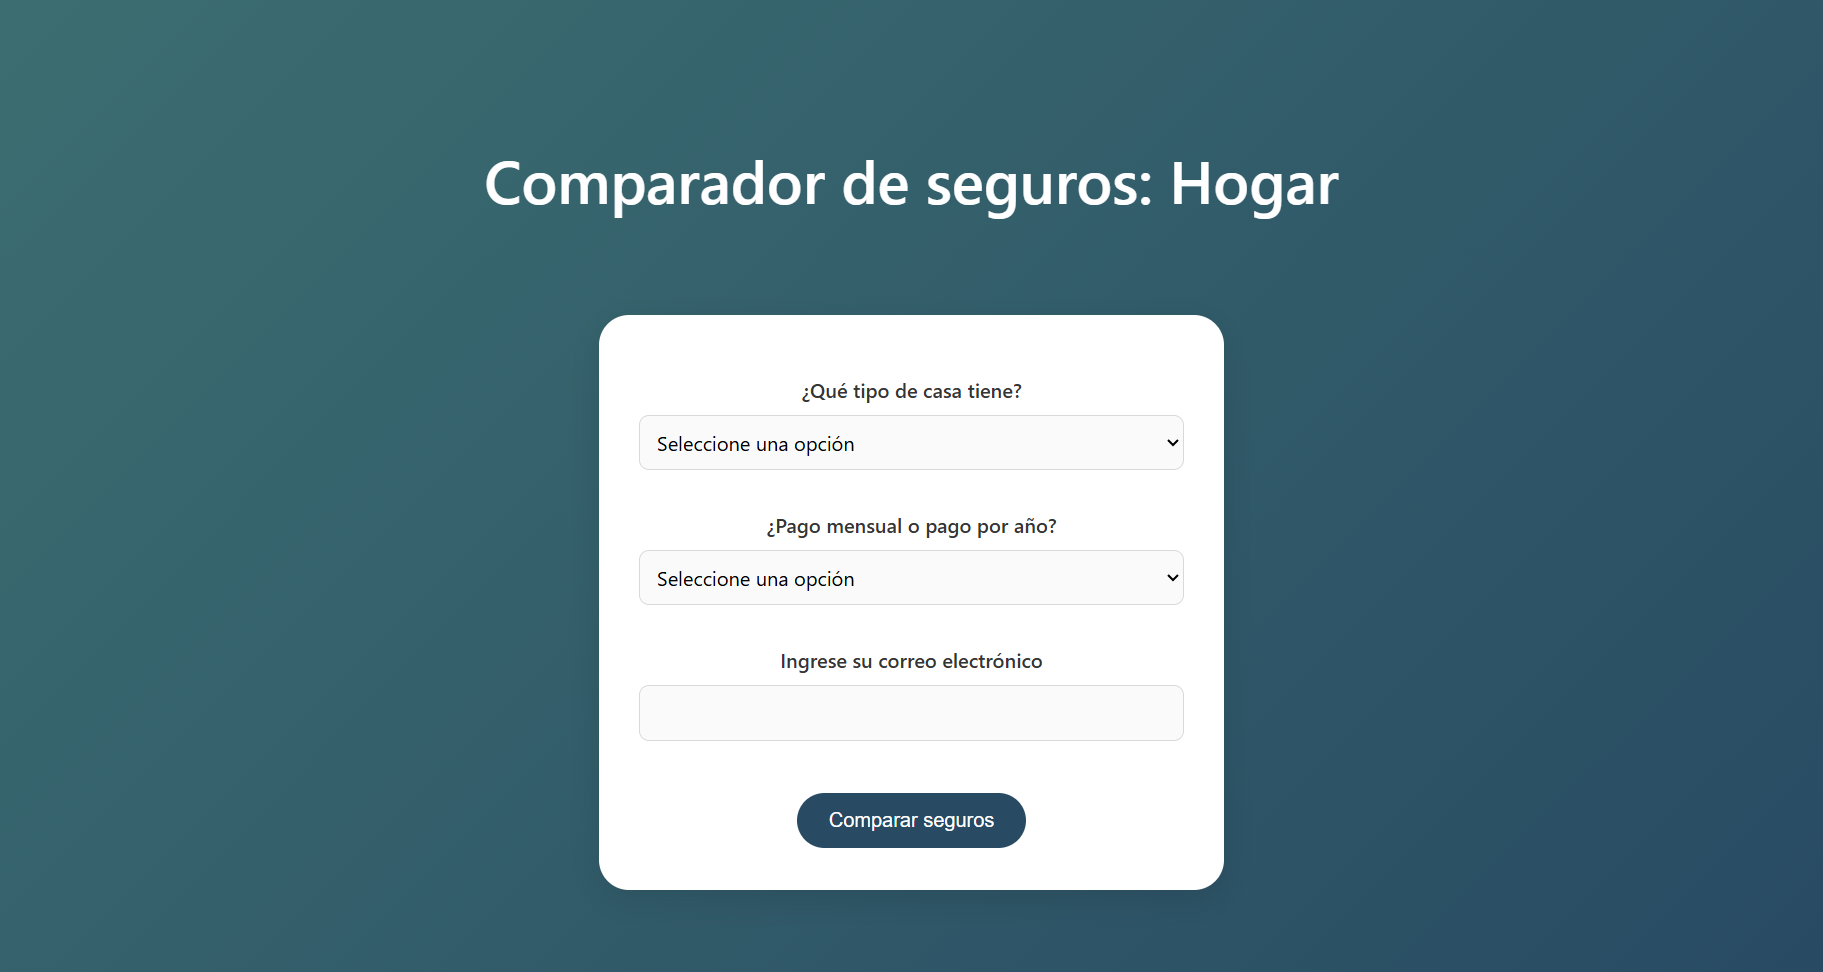 Comparador de seguros: Hogar
¿Qué tipo de casa tiene?
Seleccione una opción
¿Pago mensual o pago por año?
Seleccione una opción
Ingrese su correo electrónico
Comparar seguros